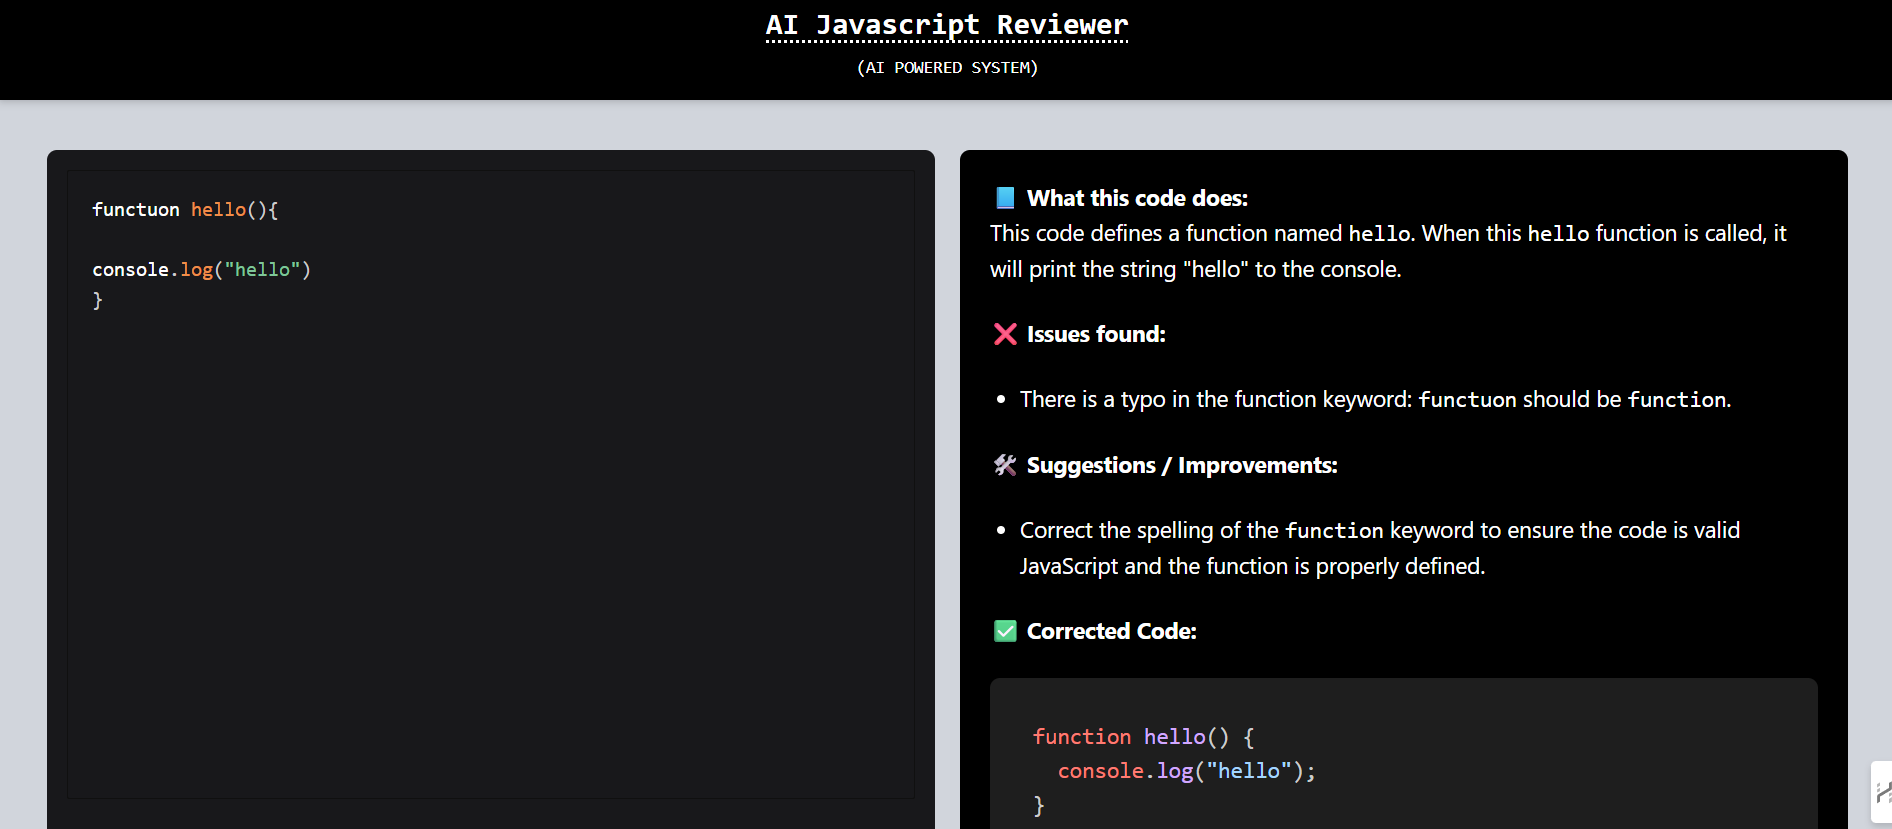 AI Javascript Reviewer
(AI POWERED SYSTEM)
functuon hello(){
console.log("hello")
}
📘 What this code does:
This code defines a function named hello. When this hello function is called, it
will print the string "hello" to the console.
❌ Issues found:
• There is a typo in the function keyword: functuon should be function.
🛠 Suggestions / Improvements:
• Correct the spelling of the function keyword to ensure the code is valid
JavaScript and the function is properly defined.
✅ Corrected Code:
function hello() {
console.log("hello");
}